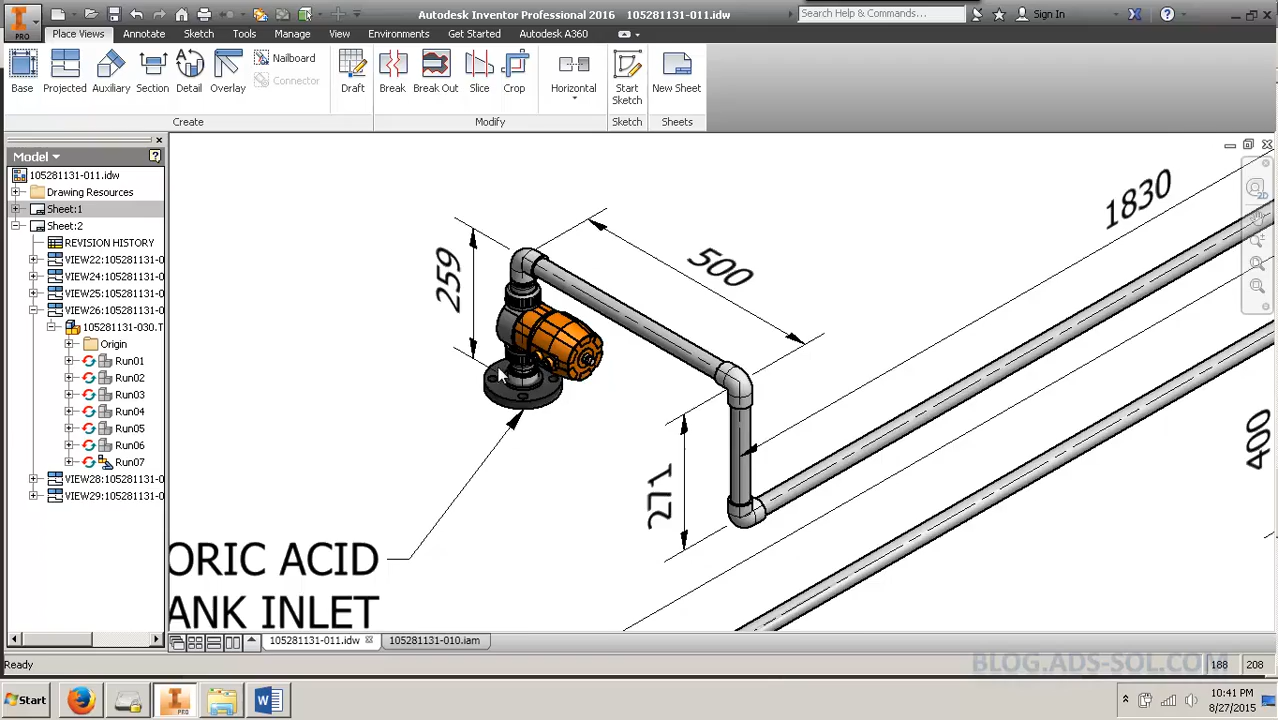 Autodesk Inventor Professional 2016 105281131-011.idw
Search Help & Commands...
Sign In
PRO
Place Views Annotate Sketch Tools Manage View Environments Get Started Autodesk A360
Base Projected Auxiliary Section Detail Overlay Nailboard Connector Draft Break Break Out Slice Crop Horizontal Start Sketch New Sheet
Create Modify Sketch Sheets
Model
105281131-011.idw
Drawing Resources
Sheet:1
Sheet:2
REVISION HISTORY
VIEW22:105281131-0
VIEW24:105281131-0
VIEW25:105281131-0
VIEW26:105281131-0
105281131-030.T
Origin
Run01
Run02
Run03
Run04
Run05
Run06
Run07
VIEW28:105281131-0
VIEW29:105281131-0
2D
1830
500
259
271
400
ORIC ACID
ANK INLET
105281131-011.idw 105281131-010.iam
Ready
188 208
BLOG.ADS-SOL.COM
Start
PRO
10:41 PM
8/27/2015